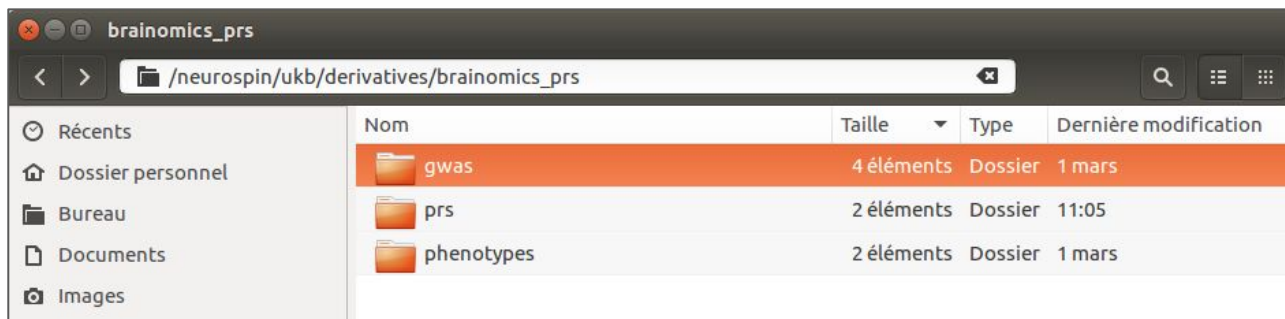 brainomics_prs
/neurospin/ukb/derivatives/brainomics_prs
Récents
Dossier personnel
Bureau
Documents
Images
Nom Taille Type Dernière modification
gwas 4 éléments Dossier 1 mars
prs 2 éléments Dossier 11:05
phenotypes 2 éléments Dossier 1 mars